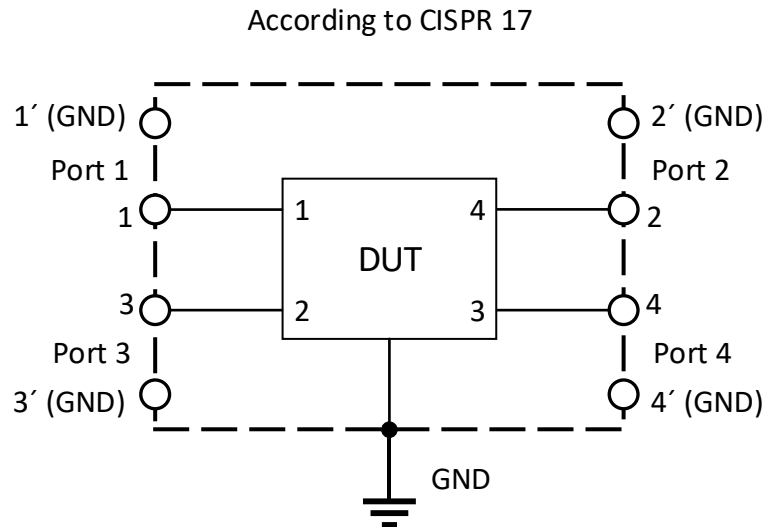 According to CISPR 17
1´ (GND) 2´ (GND)
Port 1 Port 2
1 1 4 2
DUT
3 2 3 4
Port 3 Port 4
3´ (GND) 4´ (GND)
GND